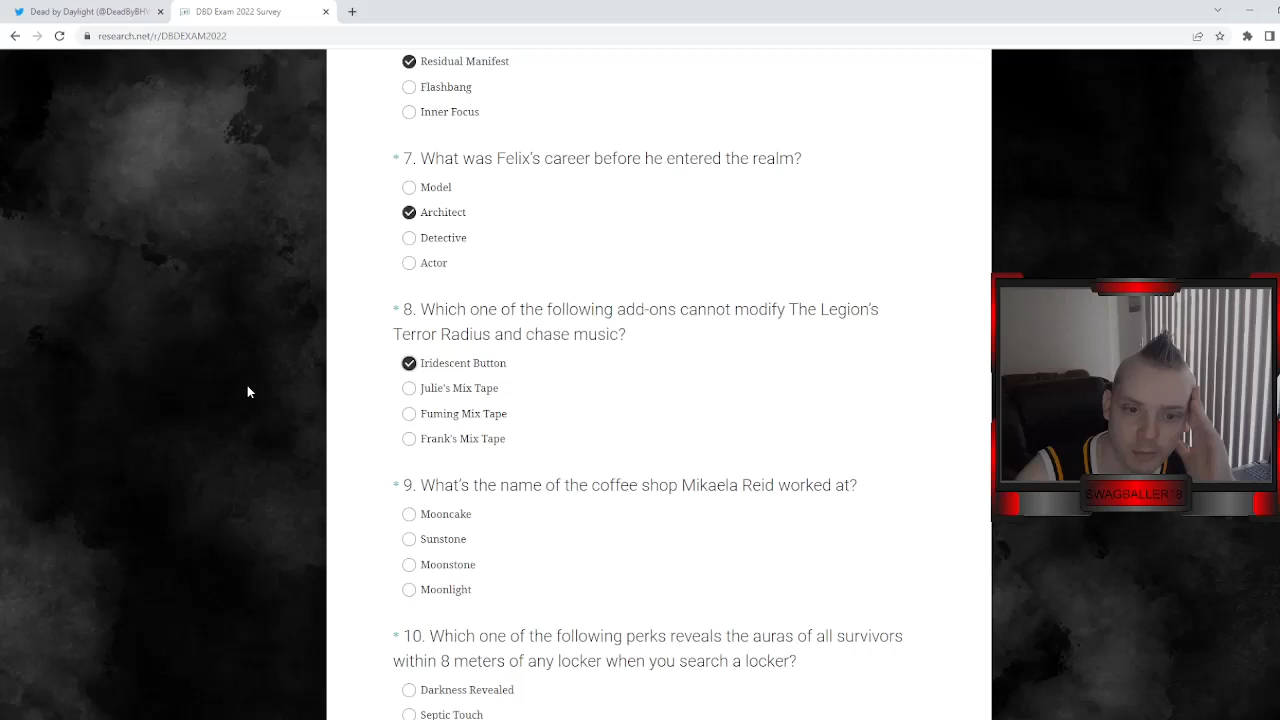 Dead by Daylight (@DeadByBHV
DBD Exam 2022 Survey
research.net/r/DBDEXAM2022
Residual Manifest
Flashbang
Inner Focus
* 7. What was Felix’s career before he entered the realm?
Model
Architect
Detective
Actor
* 8. Which one of the following add-ons cannot modify The Legion’s
Terror Radius and chase music?
Iridescent Button
Julie's Mix Tape
Fuming Mix Tape
Frank's Mix Tape
* 9. What’s the name of the coffee shop Mikaela Reid worked at?
Mooncake
Sunstone
Moonstone
Moonlight
* 10. Which one of the following perks reveals the auras of all survivors
within 8 meters of any locker when you search a locker?
Darkness Revealed
Septic Touch